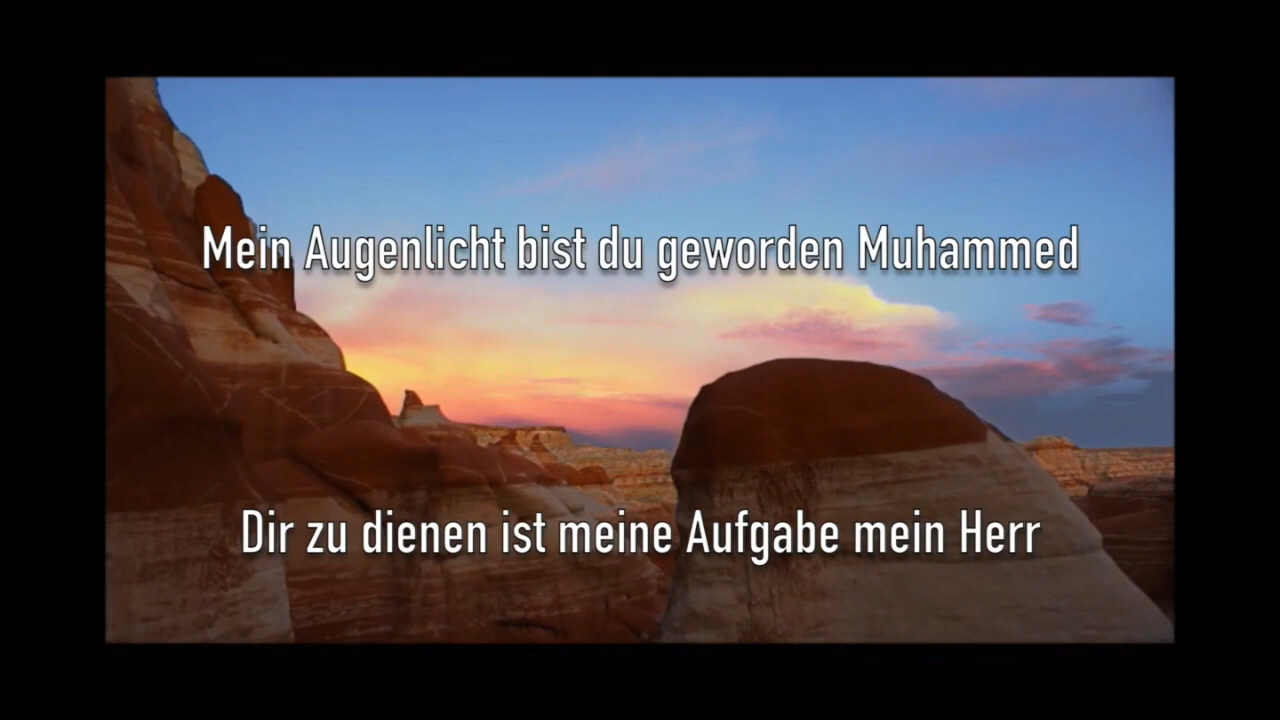 Mein Augenlicht bist du geworden Muhammed
Dir zu dienen ist meine Aufgabe mein Herr